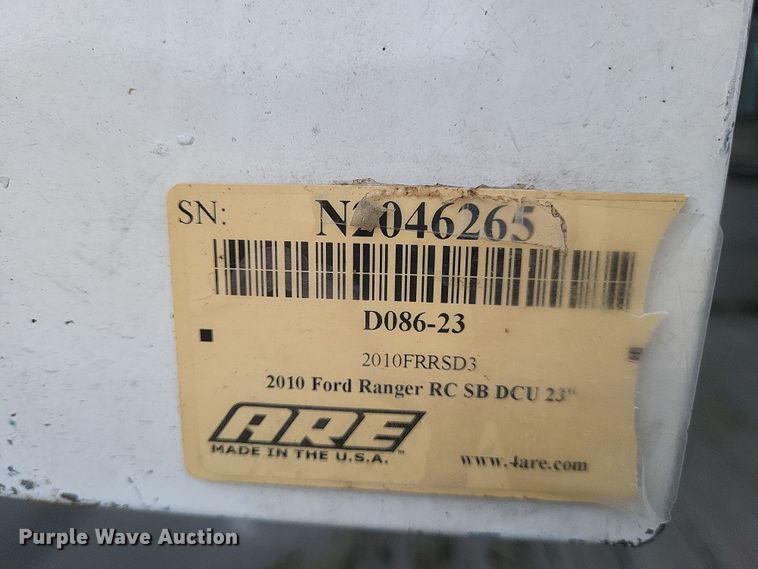 SN: N2046265
D086-23
2010FRRSD3
2010 Ford Ranger RC SB DCU 23"
ARE™
MADE IN THE U.S.A.
www.4are.com
Purple Wave Auction